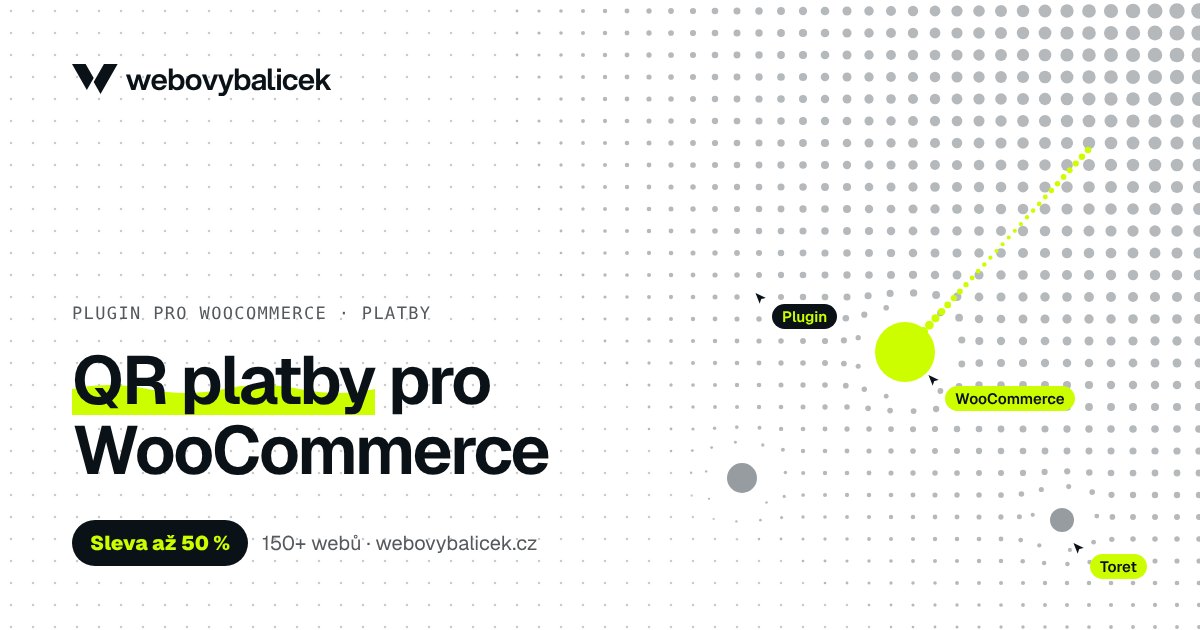 webovybalicek
PLUGIN PRO WOOCOMMERCE · PLATBY
QR platby pro
WooCommerce
Sleva až 50 %
150+ webů · webovybalicek.cz
Plugin
WooCommerce
Toret